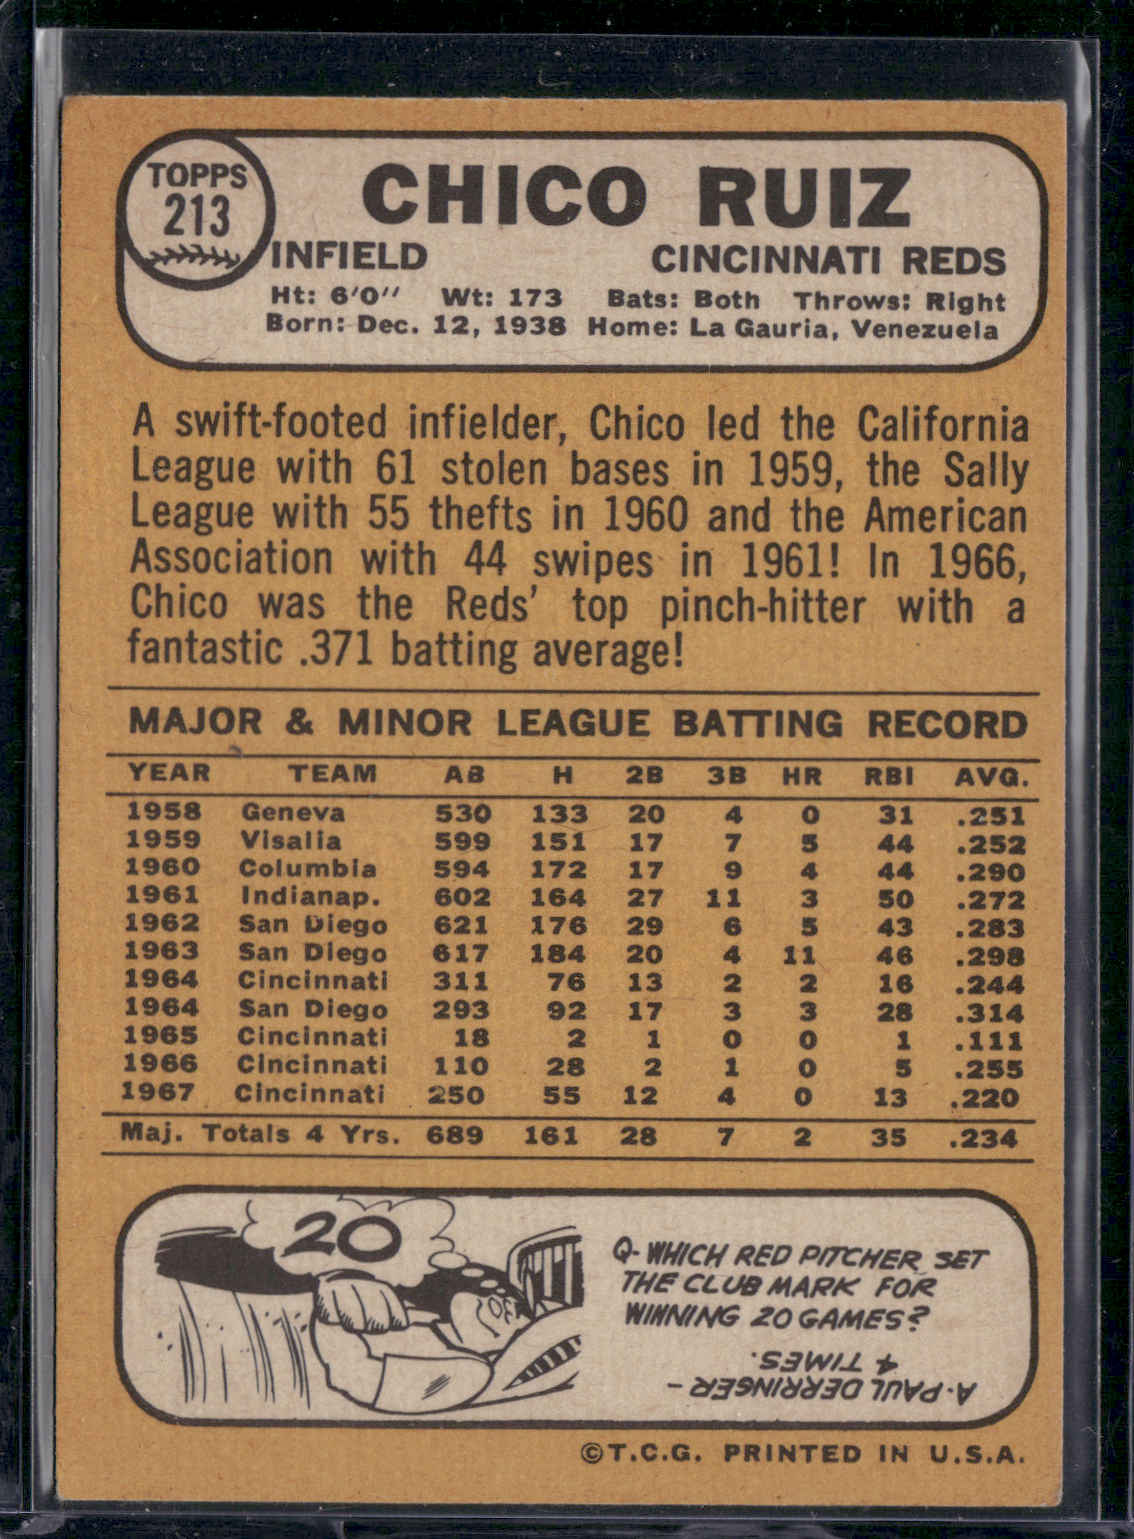 TOPPS
213
CHICO RUIZ
INFIELD CINCINNATI REDS
Ht: 6'0" Wt: 173 Bats: Both Throws: Right
Born: Dec. 12, 1938 Home: La Gauria, Venezuela
A swift-footed infielder, Chico led the California
League with 61 stolen bases in 1959, the Sally
League with 55 thefts in 1960 and the American
Association with 44 swipes in 1961! In 1966,
Chico was the Reds' top pinch-hitter with a
fantastic .371 batting average!
MAJOR & MINOR LEAGUE BATTING RECORD
YEAR TEAM AB H 2B 3B HR RBI AVG.
1958 Geneva 530 133 20 4 0 31 .251
1959 Visalia 599 151 17 7 5 44 .252
1960 Columbia 594 172 17 9 4 44 .290
1961 Indianap. 602 164 27 11 3 50 .272
1962 San Diego 621 176 29 6 5 43 .283
1963 San Diego 617 184 20 4 11 46 .298
1964 Cincinnati 311 76 13 2 2 16 .244
1964 San Diego 293 92 17 3 3 28 .314
1965 Cincinnati 18 2 1 0 0 1 .111
1966 Cincinnati 110 28 2 1 0 5 .255
1967 Cincinnati 250 55 12 4 0 13 .220
Maj. Totals 4 Yrs. 689 161 28 7 2 35 .234
20
Q- WHICH RED PITCHER SET
THE CLUB MARK FOR
WINNING 20 GAMES?
A- PAUL DERRINGER-
4 TIMES.
©T.C.G. PRINTED IN U.S.A.